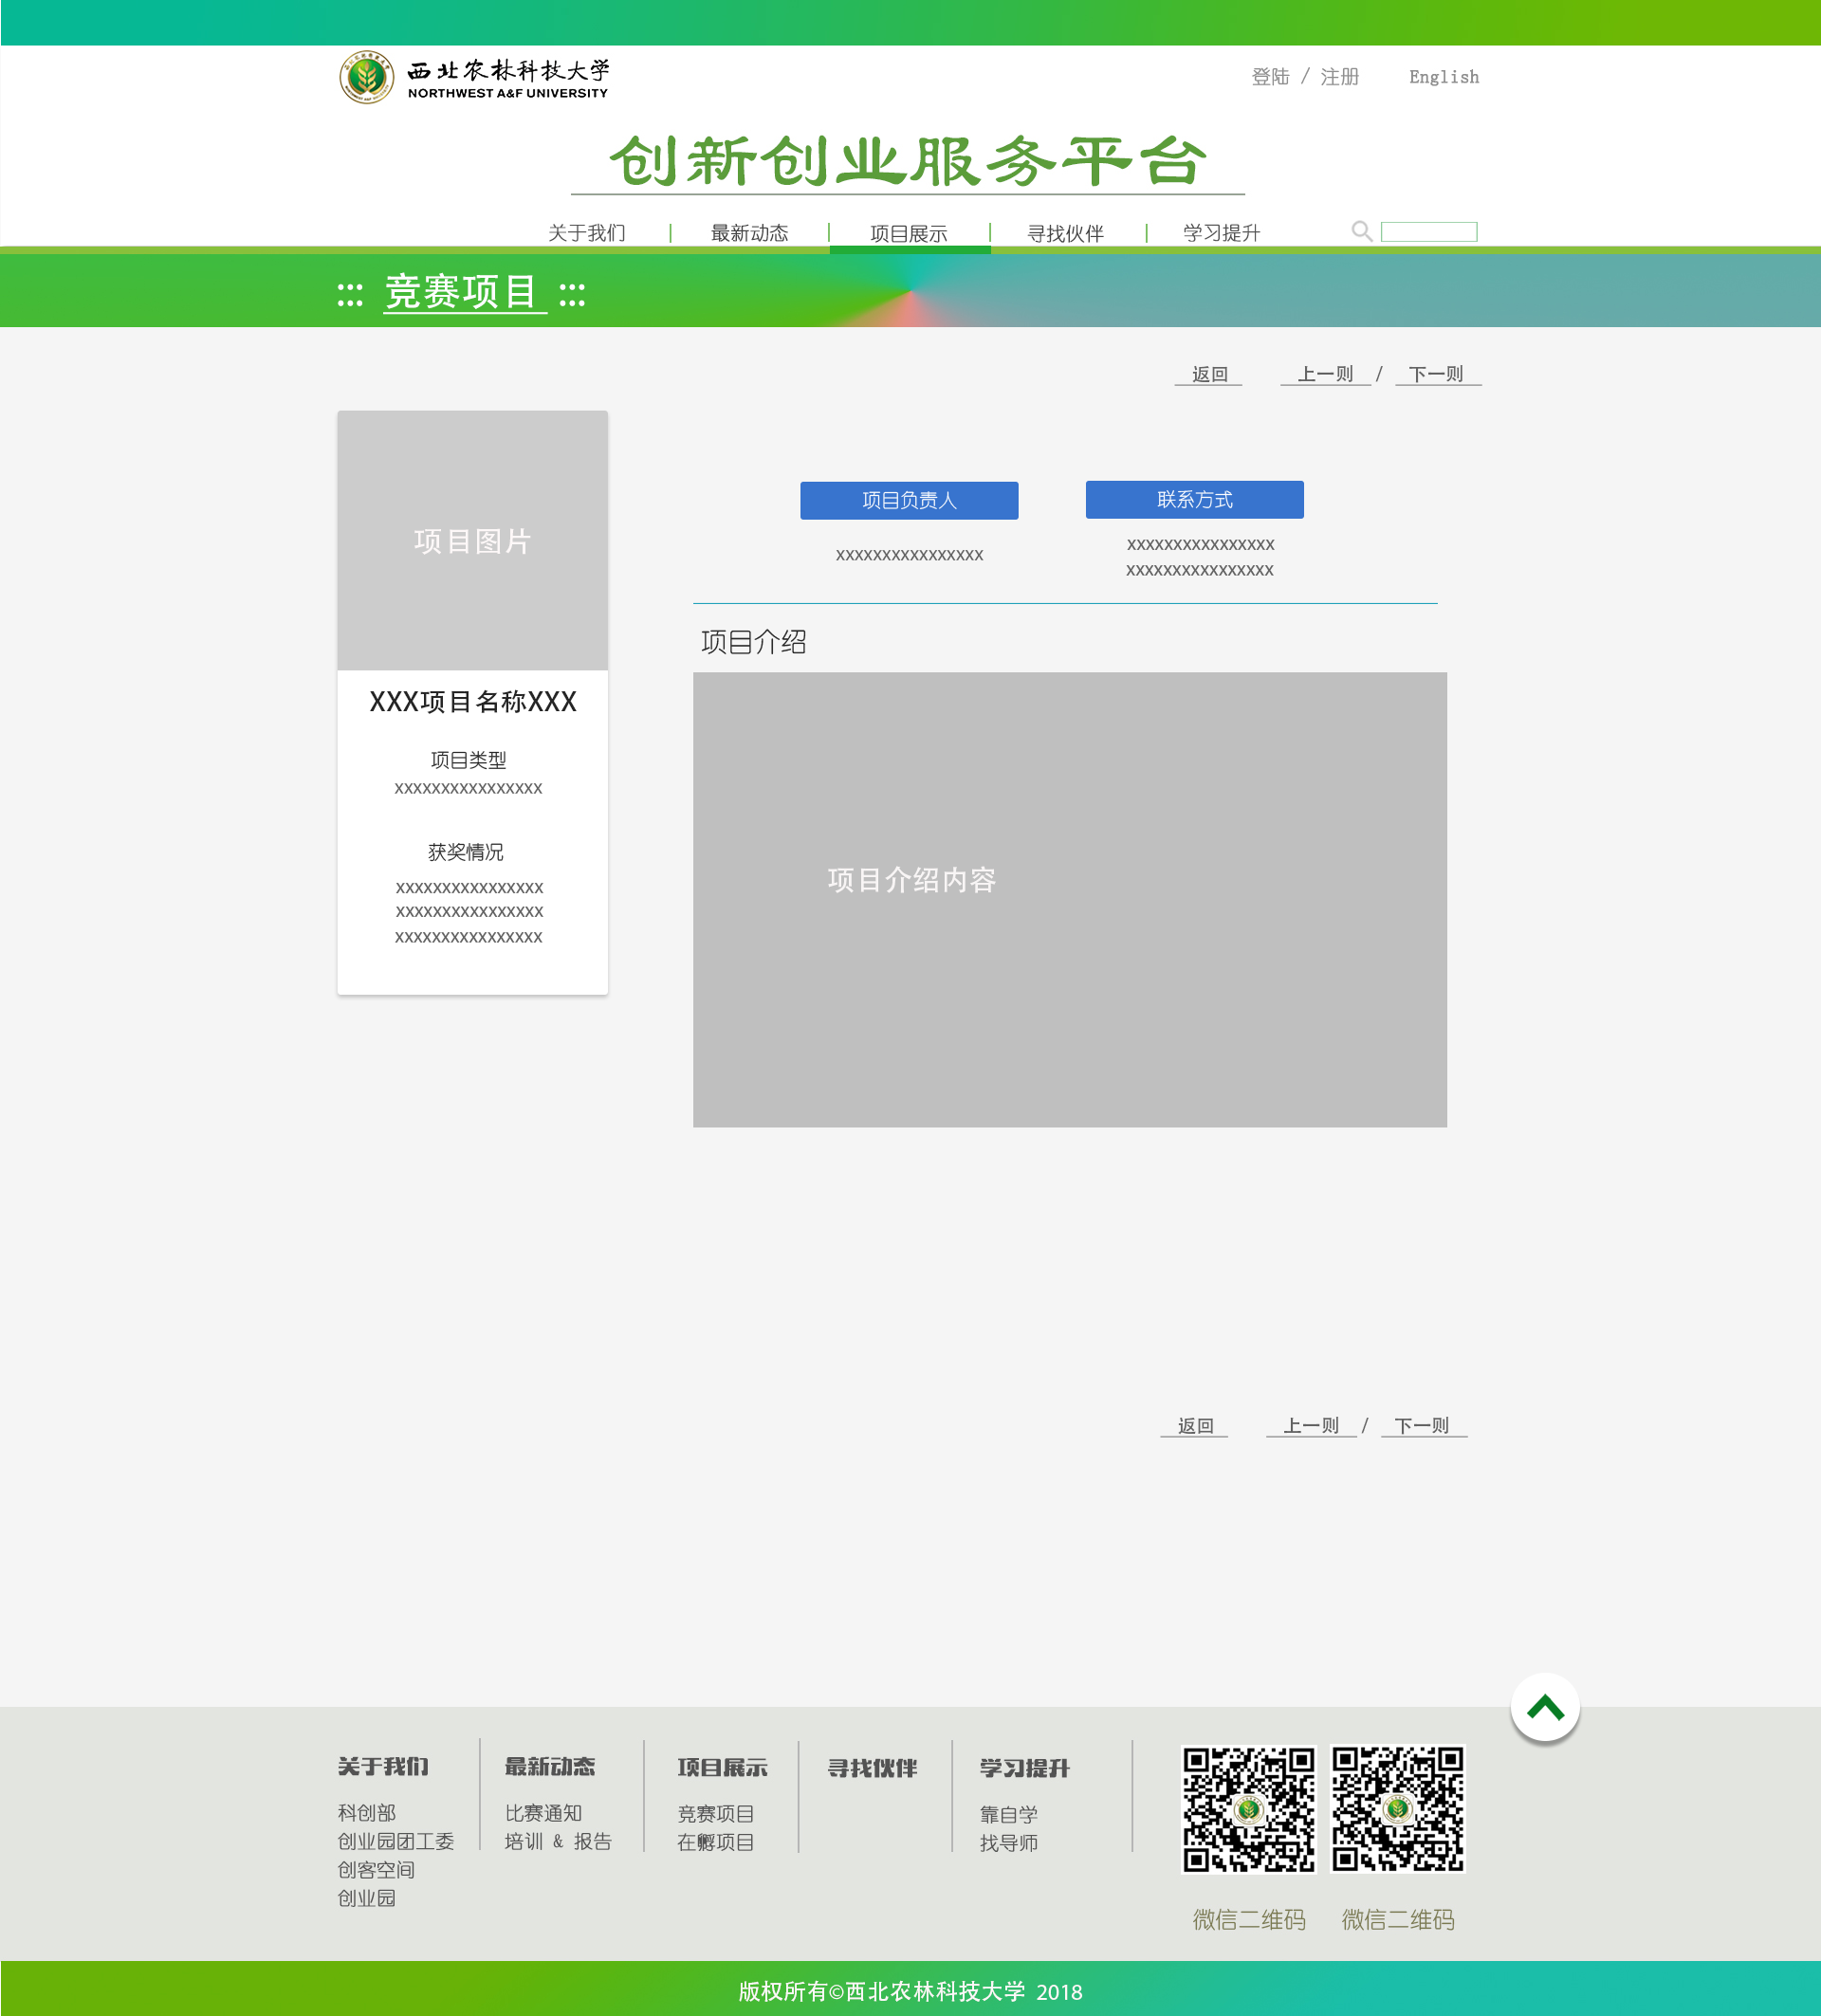 西北农林科技大学
NORTHWEST A&F UNIVERSITY
登陆 / 注册 English
创新创业服务平台
关于我们 最新动态 项目展示 寻找伙伴 学习提升
::: 竞赛项目 :::
返回 上一则 / 下一则
项目图片
XXX项目名称XXX
项目类型
xxxxxxxxxxxxxxxx
获奖情况
xxxxxxxxxxxxxxxx
xxxxxxxxxxxxxxxx
xxxxxxxxxxxxxxxx
项目负责人
xxxxxxxxxxxxxxxx
联系方式
xxxxxxxxxxxxxxxx
xxxxxxxxxxxxxxxx
项目介绍
项目介绍内容
返回 上一则 / 下一则
关于我们
科创部
创业园团工委
创客空间
创业园
最新动态
比赛通知
培训 & 报告
项目展示
竞赛项目
在孵项目
寻找伙伴
学习提升
靠自学
找导师
微信二维码
微信二维码
版权所有©西北农林科技大学 2018